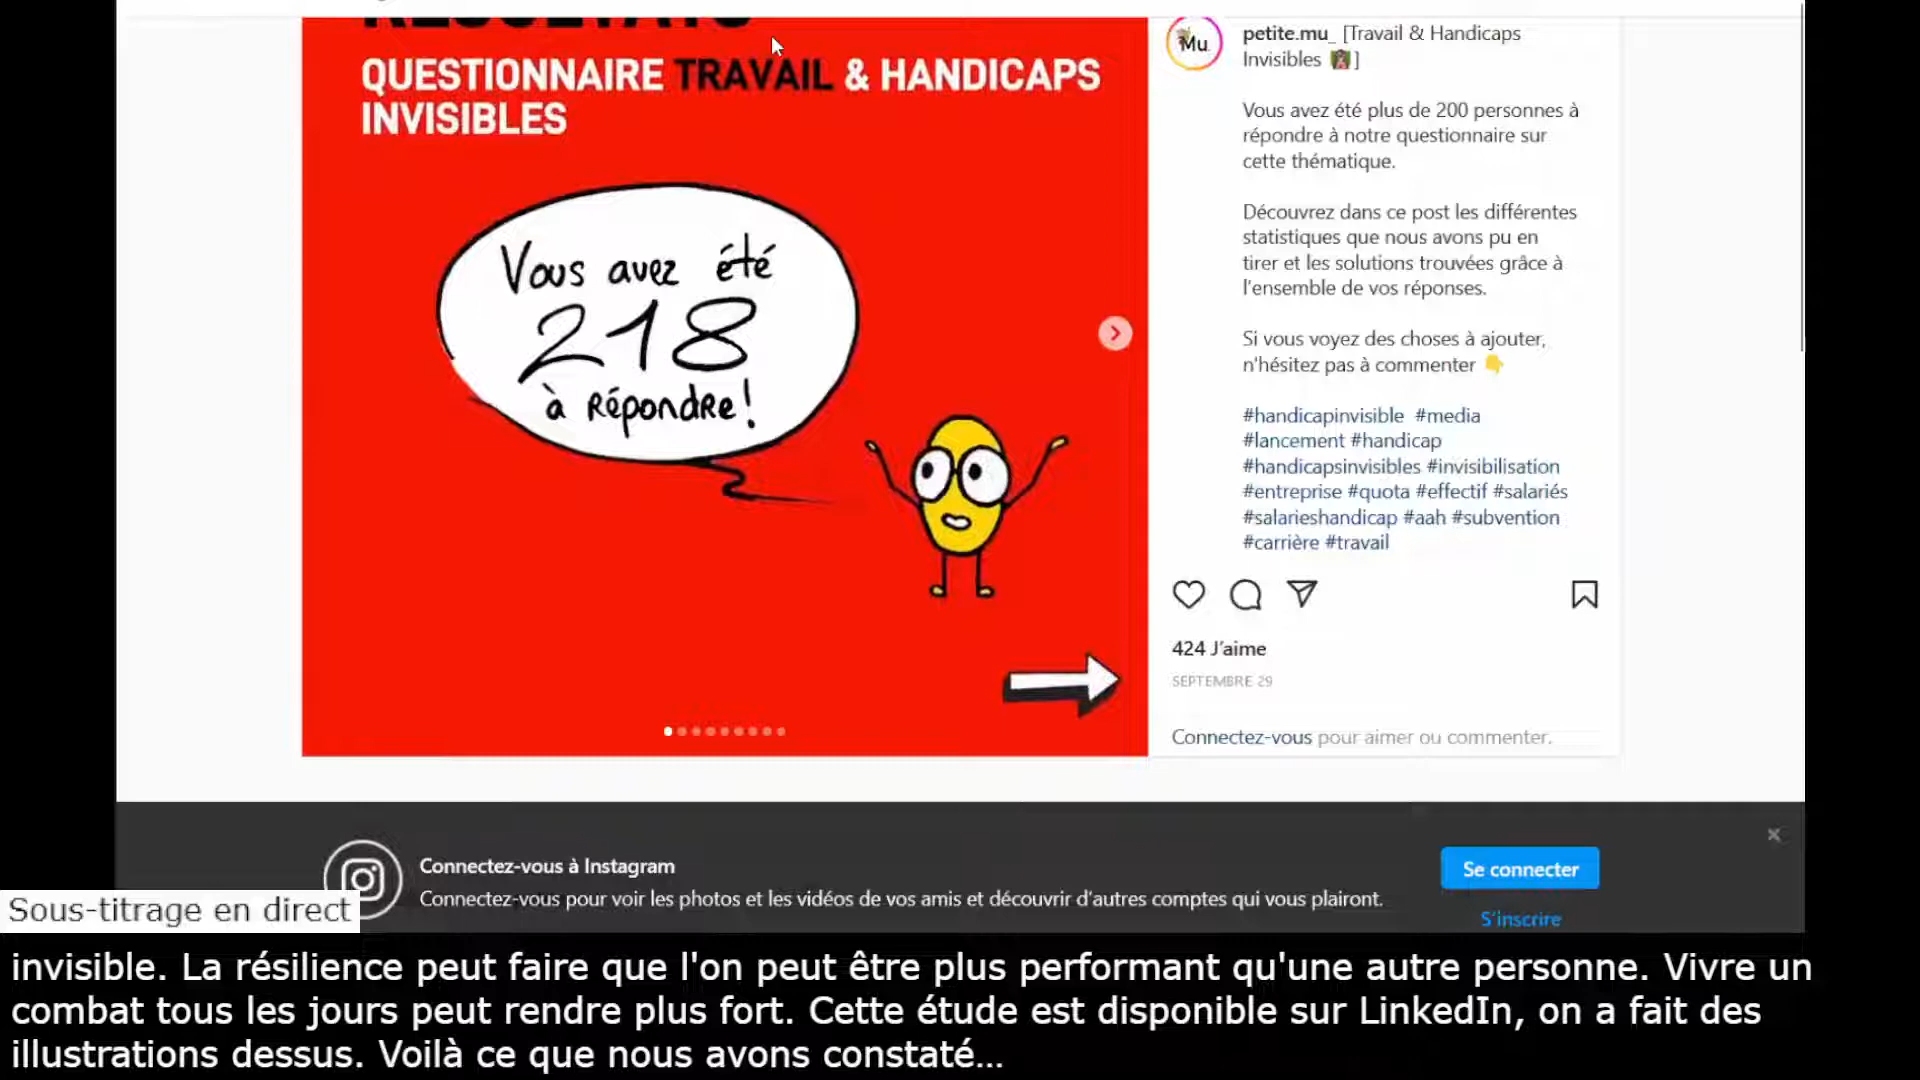 QUESTIONNAIRE TRAVAIL & HANDICAPS
INVISIBLES
Vous avez été
218
à répondre!
Mu.
petite.mu_ [Travail & Handicaps
Invisibles ]
Vous avez été plus de 200 personnes à
répondre à notre questionnaire sur
cette thématique.
Découvrez dans ce post les différentes
statistiques que nous avons pu en
tirer et les solutions trouvées grâce à
l'ensemble de vos réponses.
Si vous voyez des choses à ajouter,
n'hésitez pas à commenter 👇
#handicapinvisible #media
#lancement #handicap
#handicapsinvisibles #invisibilisation
#entreprise #quota #effectif #salariés
#salarieshandicap #aah #subvention
#carrière #travail
424 J'aime
SEPTEMBRE 29
Connectez-vous pour aimer ou commenter.
Connectez-vous à Instagram
Connectez-vous pour voir les photos et les vidéos de vos amis et découvrir d'autres comptes qui vous plairont.
Se connecter
S'inscrire
Sous-titrage en direct
invisible. La résilience peut faire que l'on peut être plus performant qu'une autre personne. Vivre un
combat tous les jours peut rendre plus fort. Cette étude est disponible sur LinkedIn, on a fait des
illustrations dessus. Voilà ce que nous avons constaté...